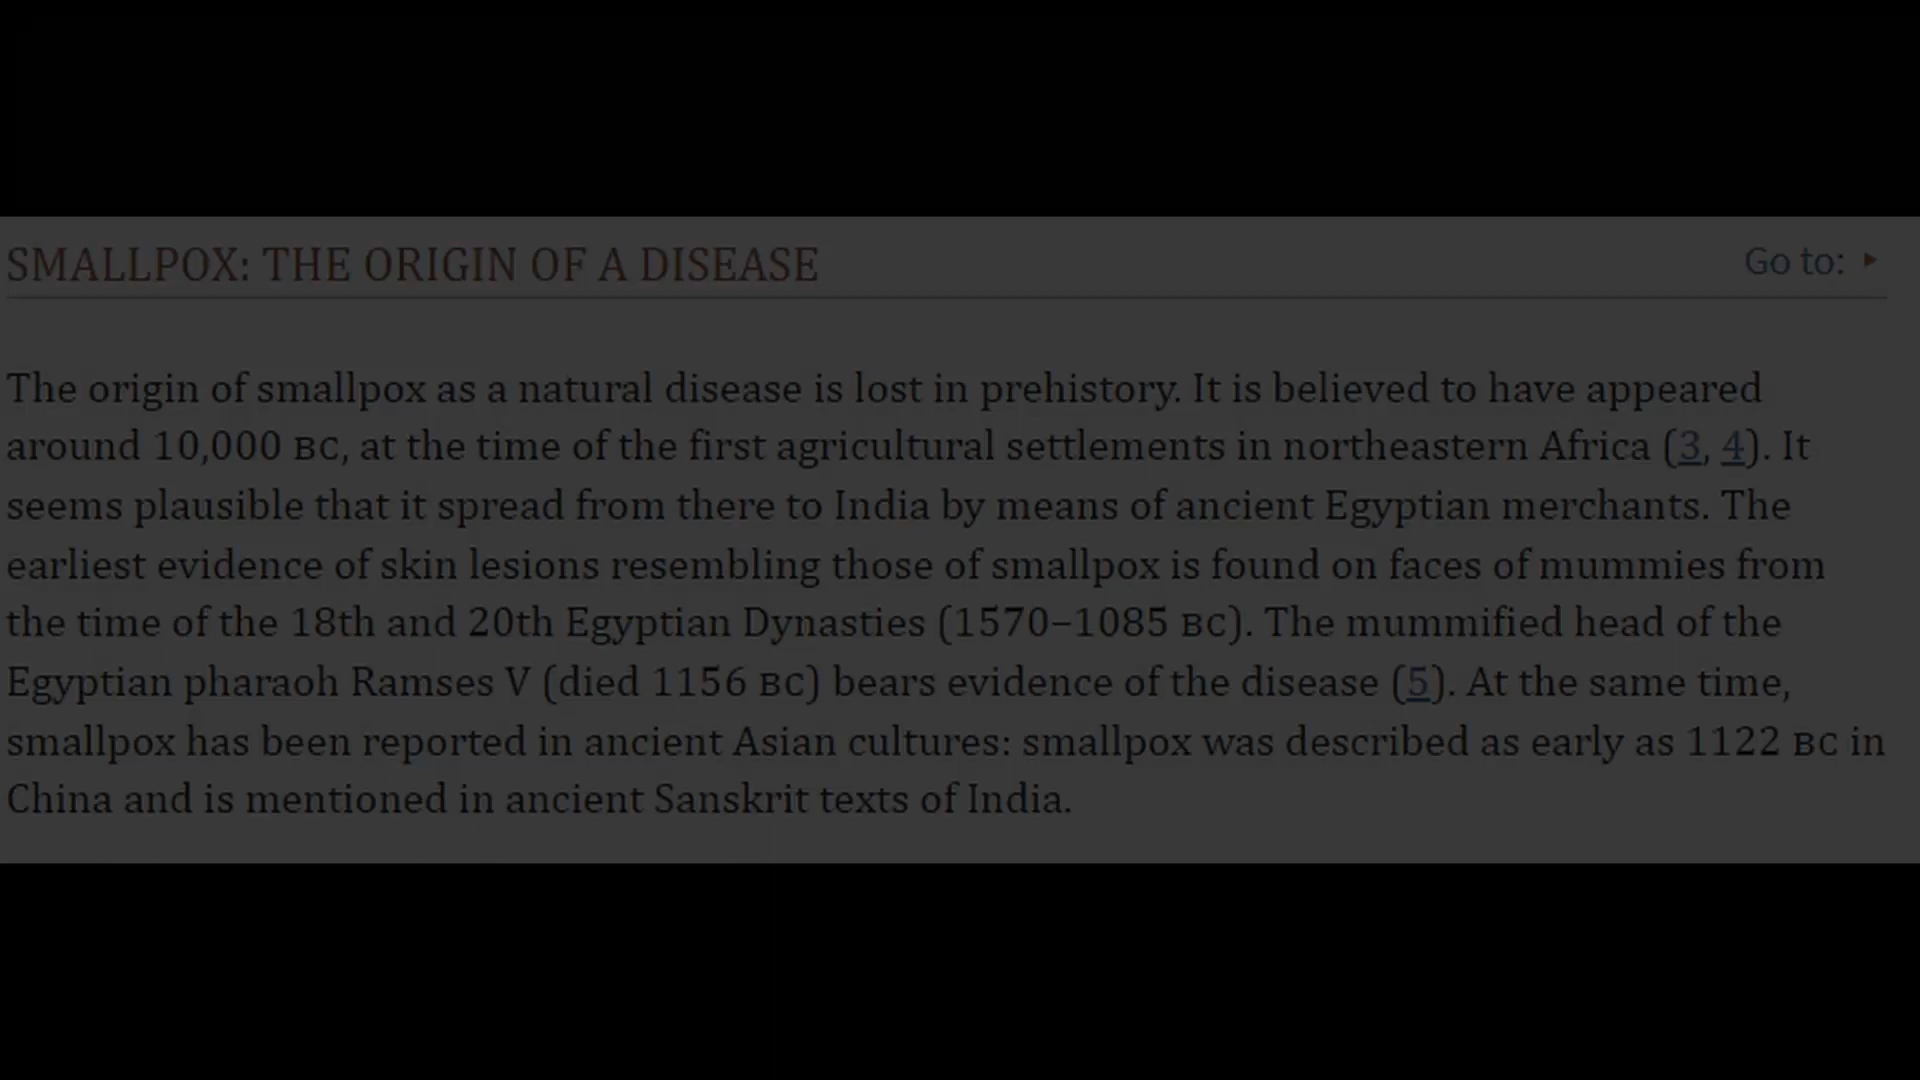 SMALLPOX: THE ORIGIN OF A DISEASE
Go to:
The origin of smallpox as a natural disease is lost in prehistory. It is believed to have appeared
around 10,000 BC, at the time of the first agricultural settlements in northeastern Africa (3, 4). It
seems plausible that it spread from there to India by means of ancient Egyptian merchants. The
earliest evidence of skin lesions resembling those of smallpox is found on faces of mummies from
the time of the 18th and 20th Egyptian Dynasties (1570–1085 BC). The mummified head of the
Egyptian pharaoh Ramses V (died 1156 BC) bears evidence of the disease (5). At the same time,
smallpox has been reported in ancient Asian cultures: smallpox was described as early as 1122 BC in
China and is mentioned in ancient Sanskrit texts of India.